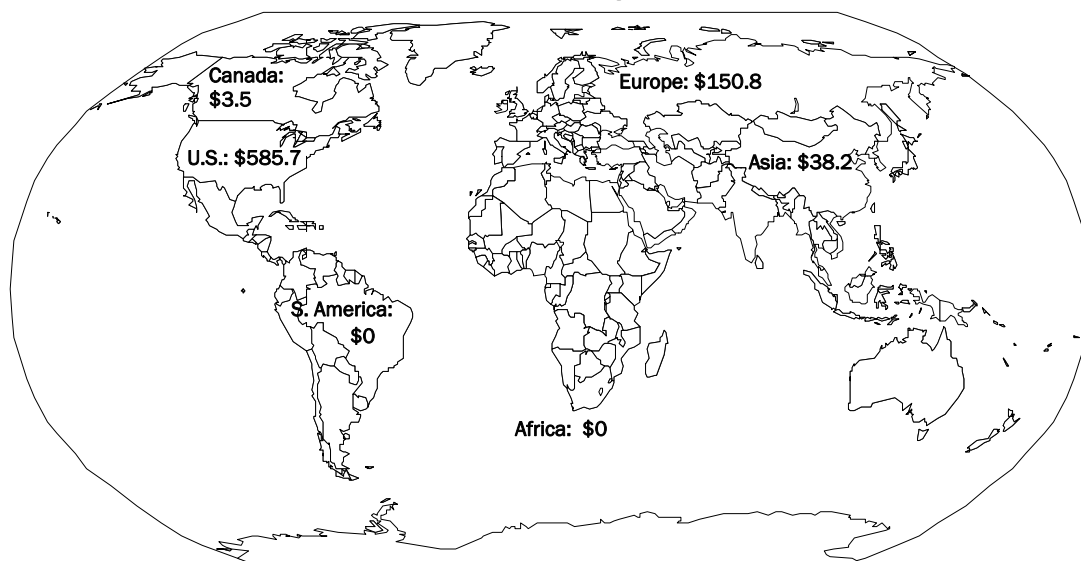 Canada:
$3.5
Europe: $150.8
U.S.: $585.7
Asia: $38.2
S. America:
$0
Africa: $0